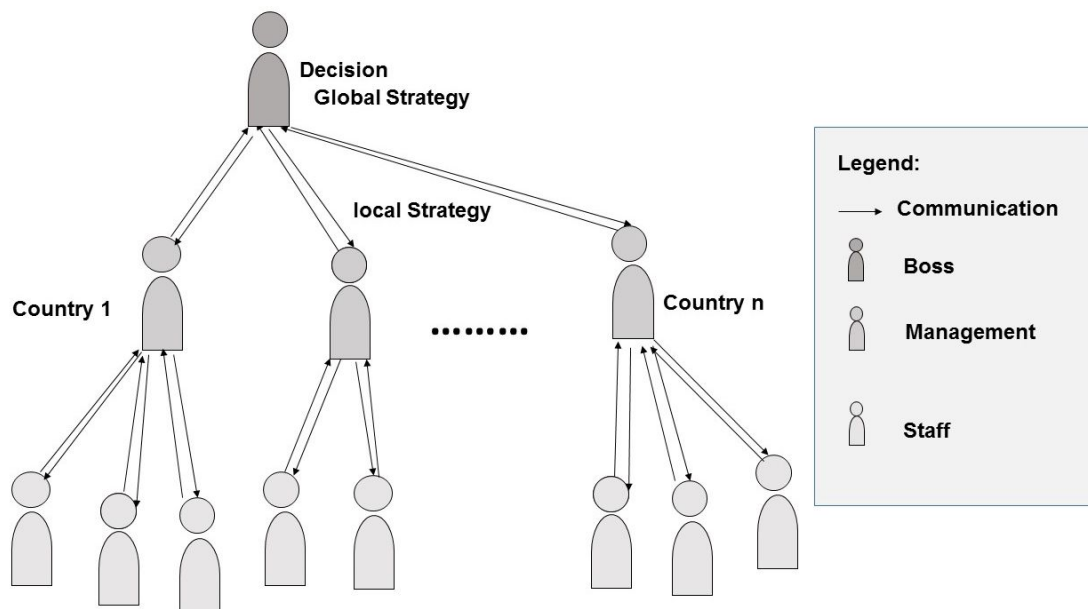 Decision
Global Strategy
local Strategy
Country 1
.........
Country n
Legend:
Communication
Boss
Management
Staff